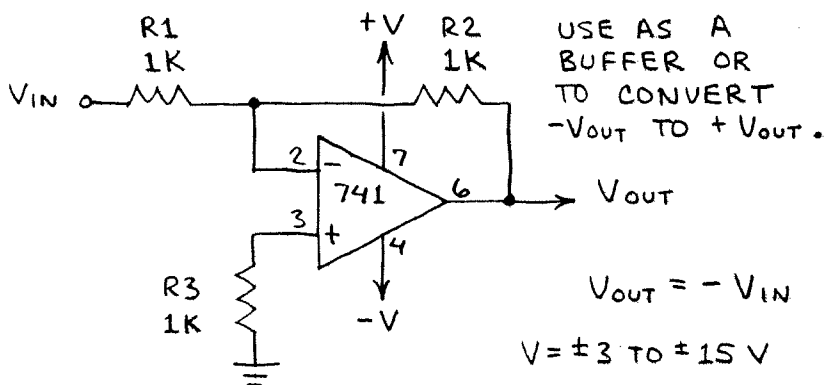 R1
1K
+V
R2
1K
USE AS A
BUFFER OR
TO CONVERT
-VOUT TO + VOUT.
VIN
2
-
7
741
6
VOUT
3
+
4
R3
1K
-V
VOUT = - VIN
V = ±3 TO ±15 V